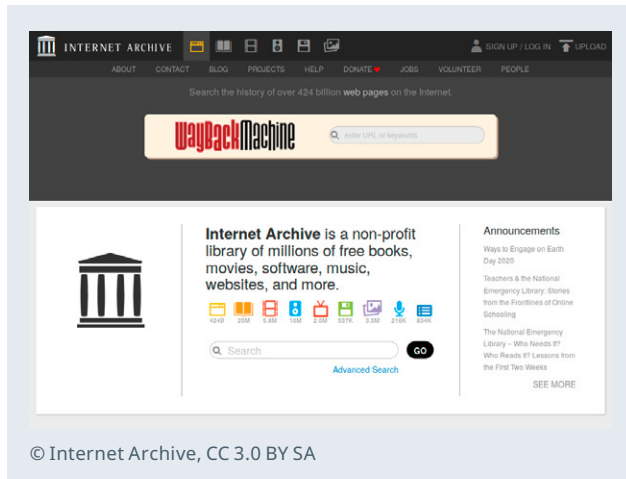 INTERNET ARCHIVE
SIGN UP / LOG IN
UPLOAD
ABOUT CONTACT BLOG PROJECTS HELP DONATE JOBS VOLUNTEER PEOPLE
Search the history of over 424 billion web pages on the Internet.
WayBackMachine
enter URL or keywords
Internet Archive is a non-profit
library of millions of free books,
movies, software, music,
websites, and more.
424B 25M 5.8M 10M 2.0M 537K 3.5M 216K 834K
Search
GO
Advanced Search
Announcements
Ways to Engage on Earth
Day 2020
Teachers & the National
Emergency Library: Stories
from the Frontlines of Online
Schooling
The National Emergency
Library – Who Needs It?
Who Reads It? Lessons from
the First Two Weeks
SEE MORE
© Internet Archive, CC 3.0 BY SA